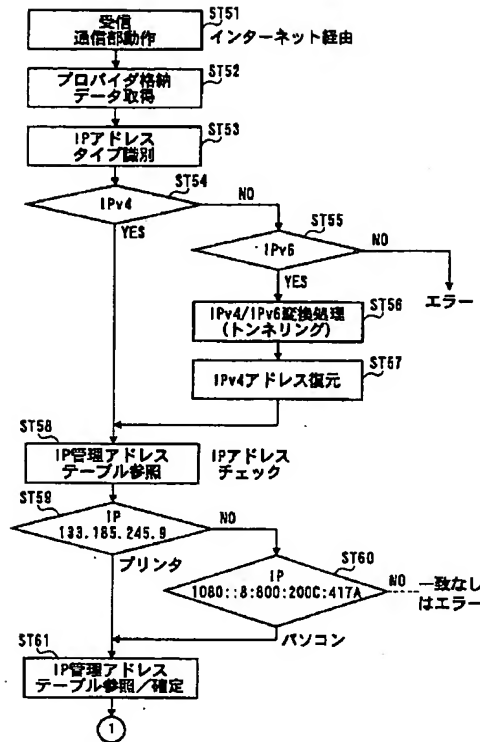 ST51
受信
通信部動作
インターネット経由
ST52
プロバイダ格納
データ取得
ST53
IPアドレス
タイプ識別
ST54
IPv4
NO
YES
ST55
IPv6
NO
YES
エラー
ST56
IPv4/IPv6変換処理
(トンネリング)
ST57
IPv4アドレス復元
ST58
IP管理アドレス
テーブル参照
IPアドレス
チェック
ST59
IP
133.185.245.9
NO
プリンタ
ST60
IP
1080::8:800:200C:417A
NO
一致なし
はエラー
パソコン
ST61
IP管理アドレス
テーブル参照/確定
1